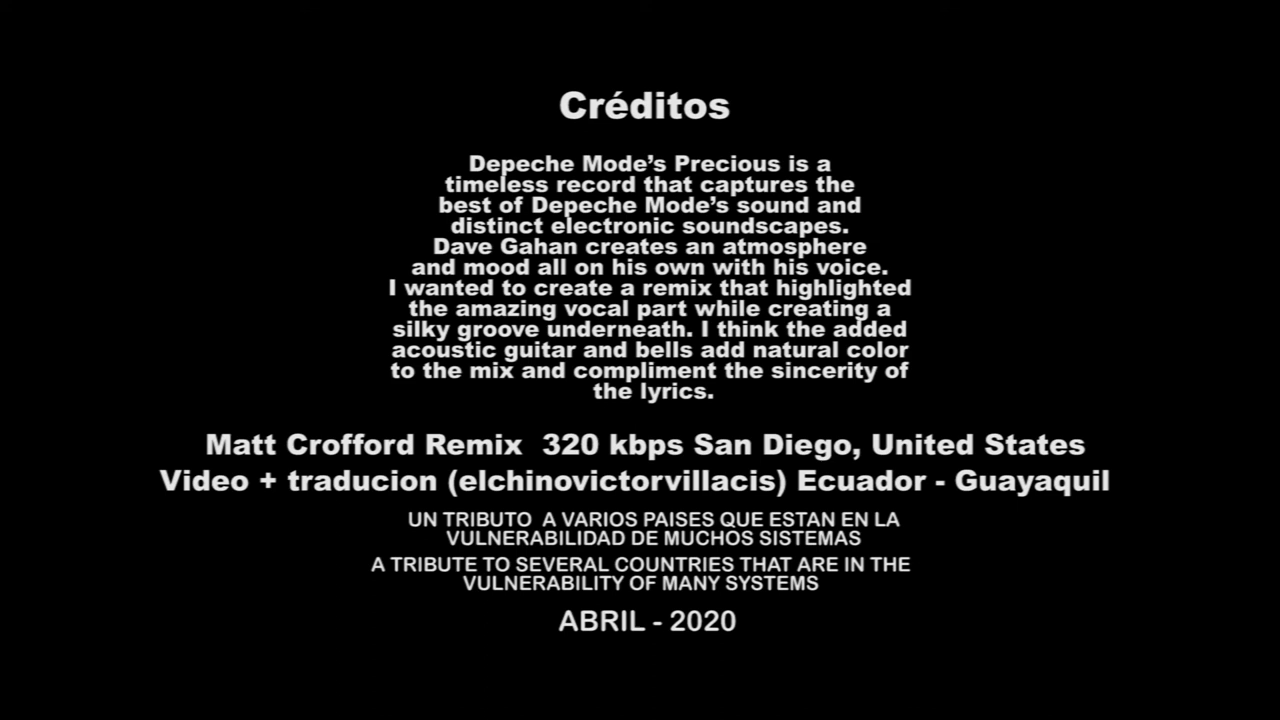 Créditos
Depeche Mode’s Precious is a
timeless record that captures the
best of Depeche Mode’s sound and
distinct electronic soundscapes.
Dave Gahan creates an atmosphere
and mood all on his own with his voice.
I wanted to create a remix that highlighted
the amazing vocal part while creating a
silky groove underneath. I think the added
acoustic guitar and bells add natural color
to the mix and compliment the sincerity of
the lyrics.
Matt Crofford Remix  320 kbps San Diego, United States
Video + traducion (elchinovictorvillacis) Ecuador - Guayaquil
UN TRIBUTO  A VARIOS PAISES QUE ESTAN EN LA
VULNERABILIDAD DE MUCHOS SISTEMAS
A TRIBUTE TO SEVERAL COUNTRIES THAT ARE IN THE
VULNERABILITY OF MANY SYSTEMS
ABRIL - 2020